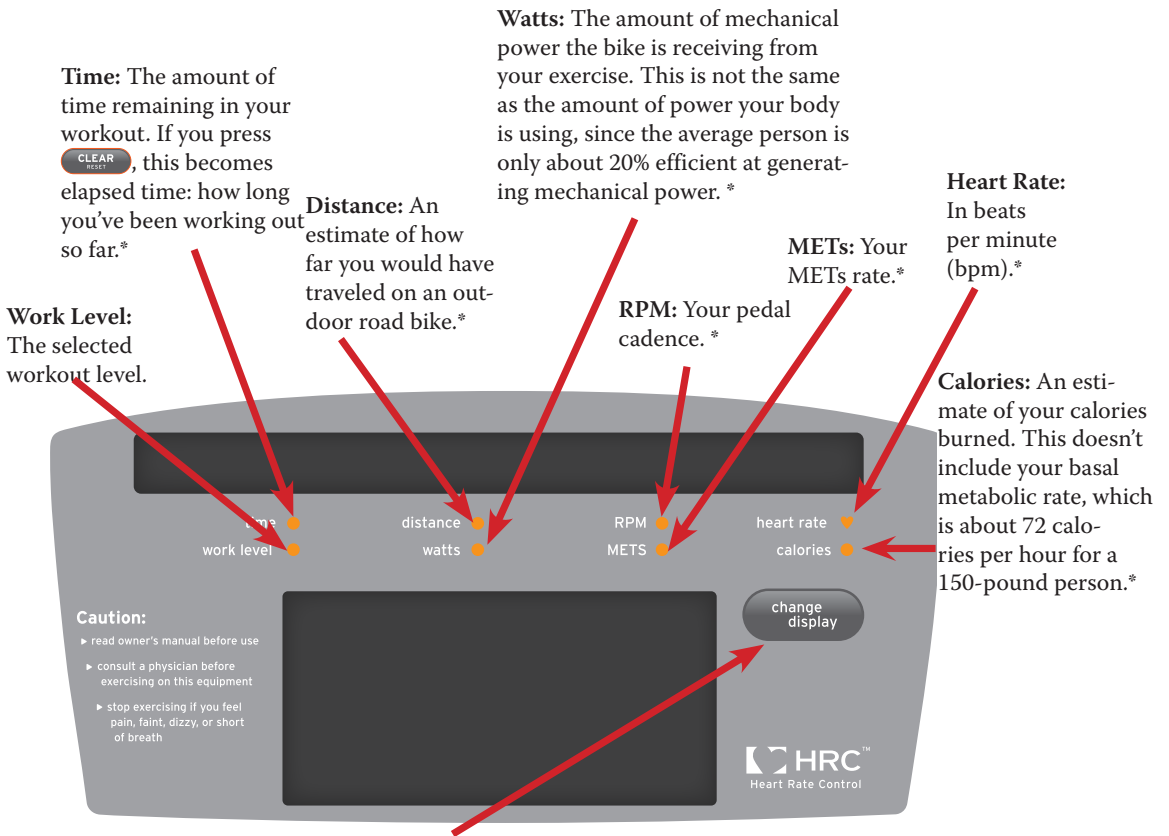 Watts: The amount of mechanical
power the bike is receiving from
your exercise. This is not the same
as the amount of power your body
is using, since the average person is
only about 20% efficient at generat-
ing mechanical power. *
Time: The amount of
time remaining in your
workout. If you press
CLEAR
RESET
, this becomes
elapsed time: how long
you've been working out
so far.*
Distance: An
estimate of how
far you would have
traveled on an out-
door road bike.*
Heart Rate:
In beats
per minute
(bpm).*
METs: Your
METs rate.*
RPM: Your pedal
cadence. *
Work Level:
The selected
workout level.
Calories: An esti-
mate of your calories
burned. This doesn't
include your basal
metabolic rate, which
is about 72 calo-
ries per hour for a
150-pound person.*
time
distance
RPM
heart rate
work level
watts
METS
calories
change
display
Caution:
▶ read owner's manual before use
▶ consult a physician before
exercising on this equipment
▶ stop exercising if you feel
pain, faint, dizzy, or short
of breath
HRC™
Heart Rate Control